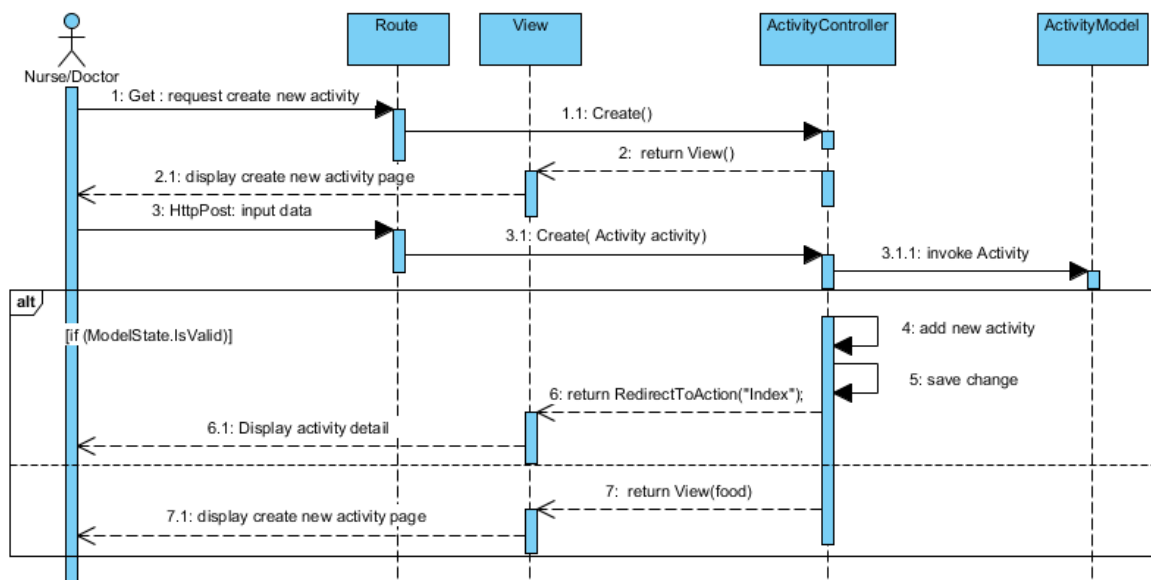 Route
View
ActivityController
ActivityModel
Nurse/Doctor
1: Get : request create new activity
1.1: Create()
2: return View()
2.1: display create new activity page
3: HttpPost: input data
3.1: Create( Activity activity)
3.1.1: invoke Activity
alt
[if (ModelState.IsValid)]
4: add new activity
5: save change
6: return RedirectToAction("Index");
6.1: Display activity detail
7: return View(food)
7.1: display create new activity page